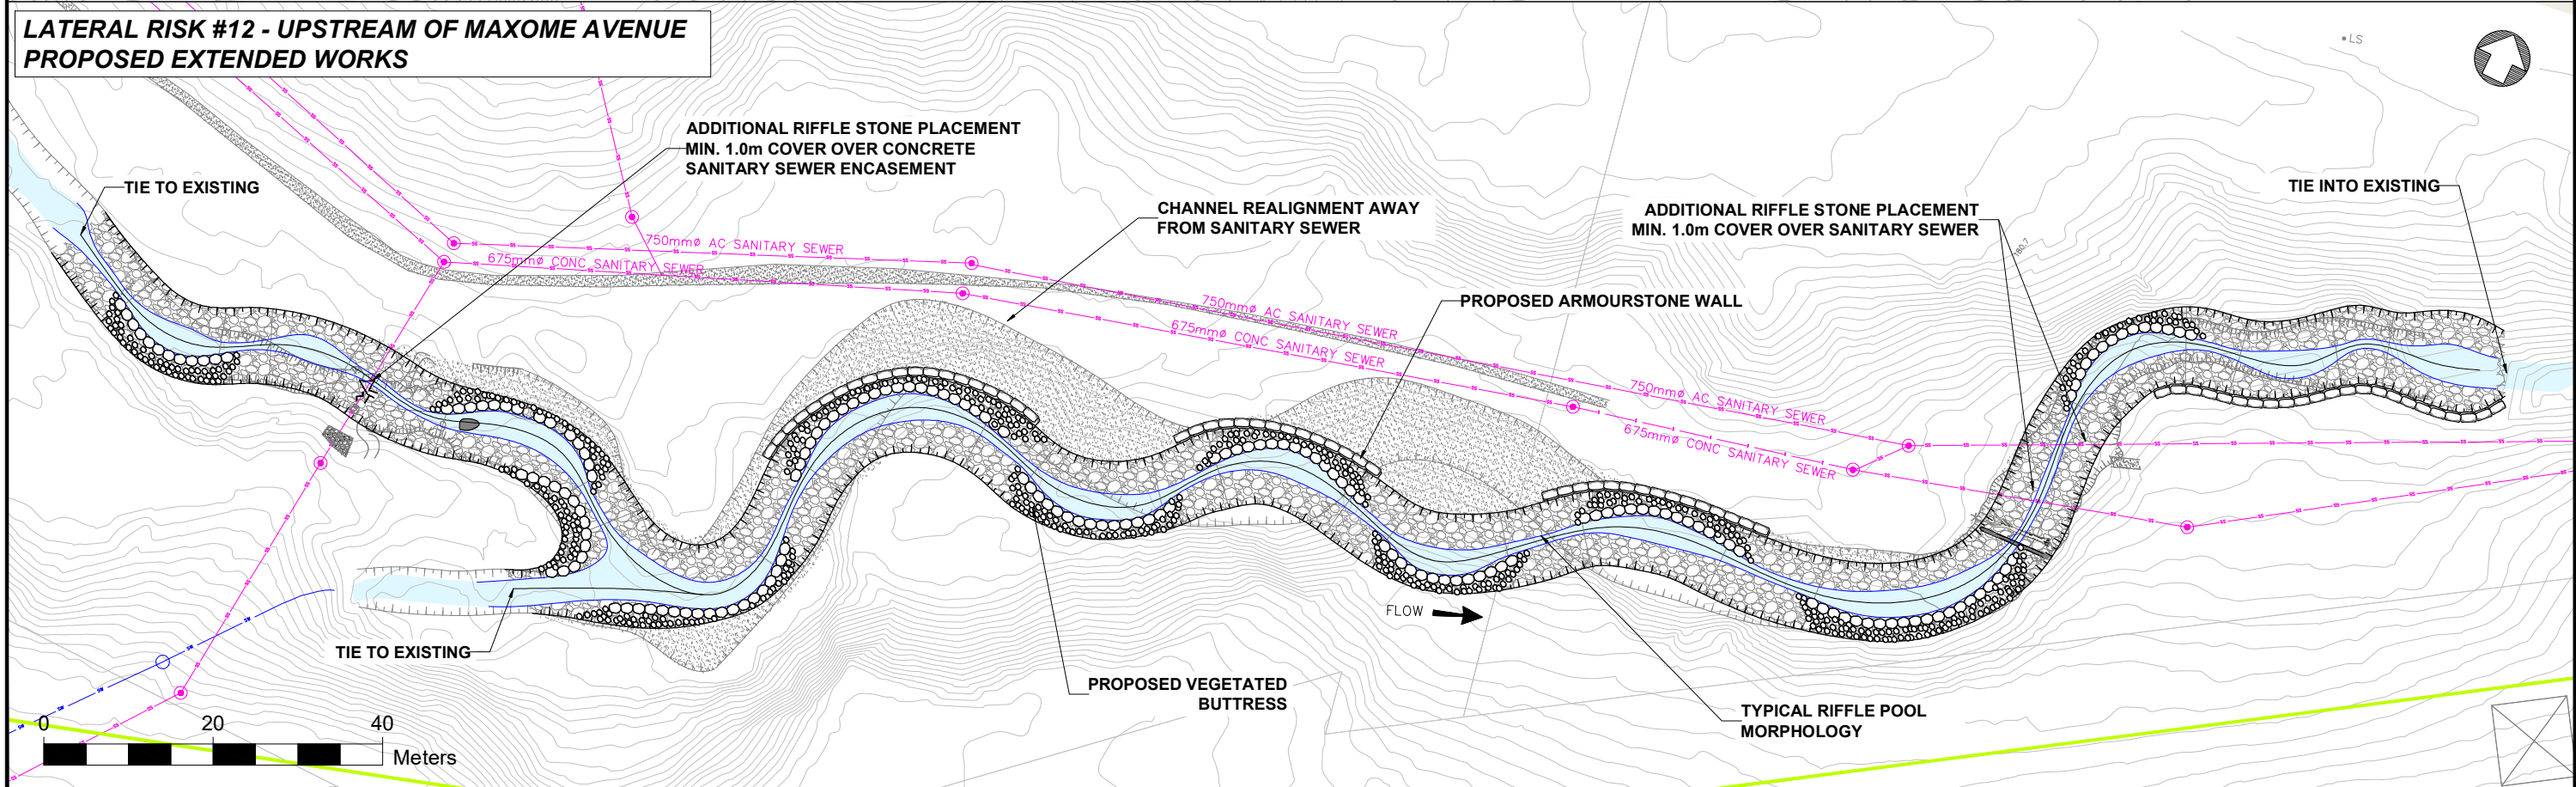 LATERAL RISK #12 - UPSTREAM OF MAXOME AVENUE
PROPOSED EXTENDED WORKS
LS
ADDITIONAL RIFFLE STONE PLACEMENT
MIN. 1.0m COVER OVER CONCRETE
SANITARY SEWER ENCASEMENT
TIE TO EXISTING
CHANNEL REALIGNMENT AWAY
FROM SANITARY SEWER
ADDITIONAL RIFFLE STONE PLACEMENT
MIN. 1.0m COVER OVER SANITARY SEWER
TIE INTO EXISTING
750mmø AC SANITARY SEWER
675mmø CONC SANITARY SEWER
750mmø AC SANITARY SEWER
675mmø CONC SANITARY SEWER
PROPOSED ARMOURSTONE WALL
750mmø AC SANITARY SEWER
675mmø CONC SANITARY SEWER
FLOW
TIE TO EXISTING
PROPOSED VEGETATED
BUTTRESS
TYPICAL RIFFLE POOL
MORPHOLOGY
0 20 40
Meters